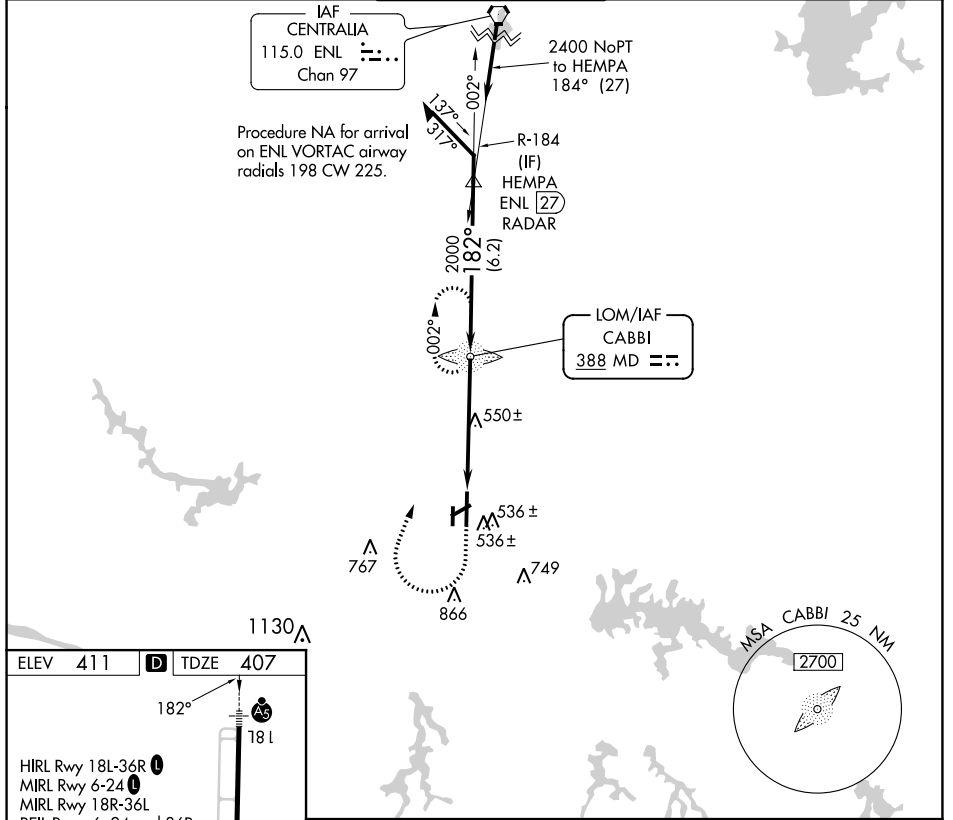 IAF
CENTRALIA
115.0 ENL
Chan 97
2400 NoPT
to HEMPA
184° (27)
002°
137°
317°
Procedure NA for arrival
on ENL VORTAC airway
radials 198 CW 225.
R-184
(IF)
HEMPA
ENL 27
RADAR
2000
182°
(6.2)
002°
LOM/IAF
CABBI
388 MD
550±
536±
536±
767
749
866
1130
MSA CABBI 25 NM
2700
ELEV 411 D TDZE 407
182°
A5
18L
HIRL Rwy 18L-36R L
MIRL Rwy 6-24 L
MIRL Rwy 18R-36L